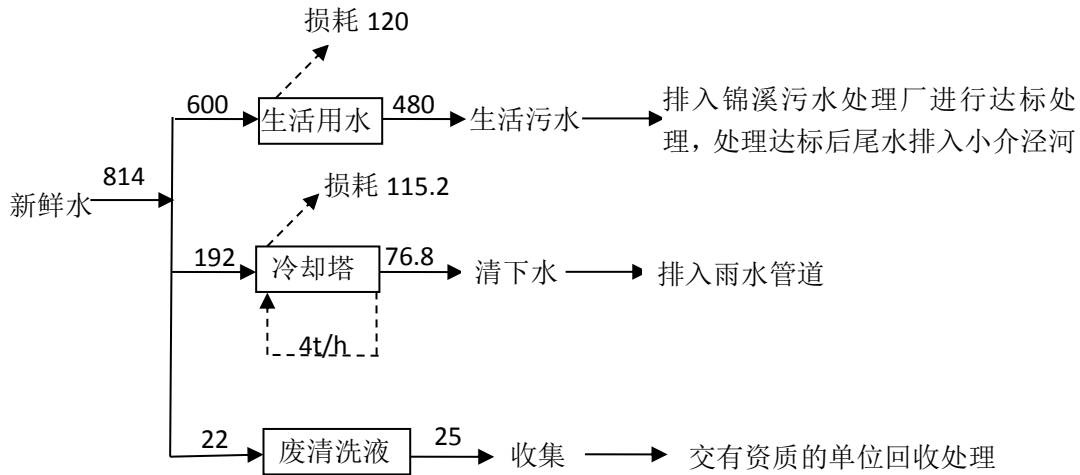 损耗 120
600
生活用水
480
生活污水
排入锦溪污水处理厂进行达标处
理，处理达标后尾水排入小介泾河
新鲜水
814
损耗 115.2
192
冷却塔
76.8
清下水
排入雨水管道
4t/h
22
废清洗液
25
收集
交有资质的单位回收处理